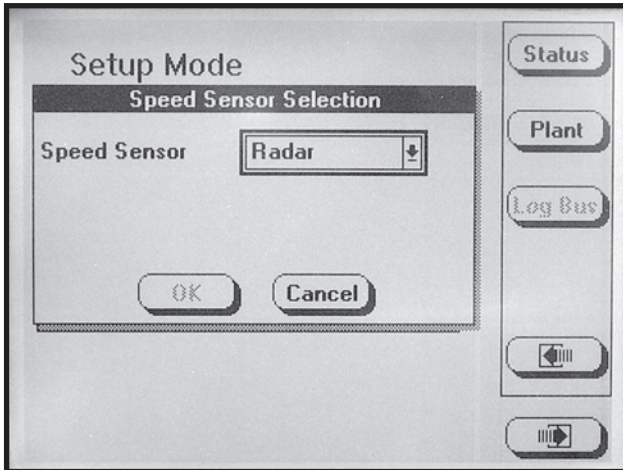 Setup Mode
Speed Sensor Selection
Speed Sensor Radar
OK Cancel
Status
Plant
Log Bus